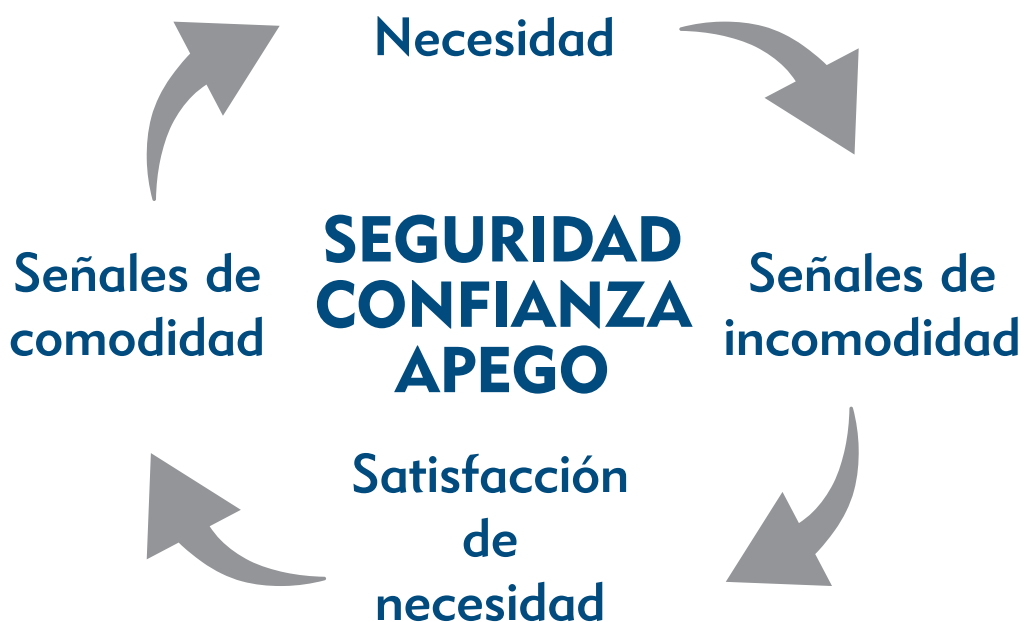 Necesidad
SEGURIDAD
CONFIANZA
APEGO
Señales de
incomodidad
Satisfacción
de
necesidad
Señales de
comodidad